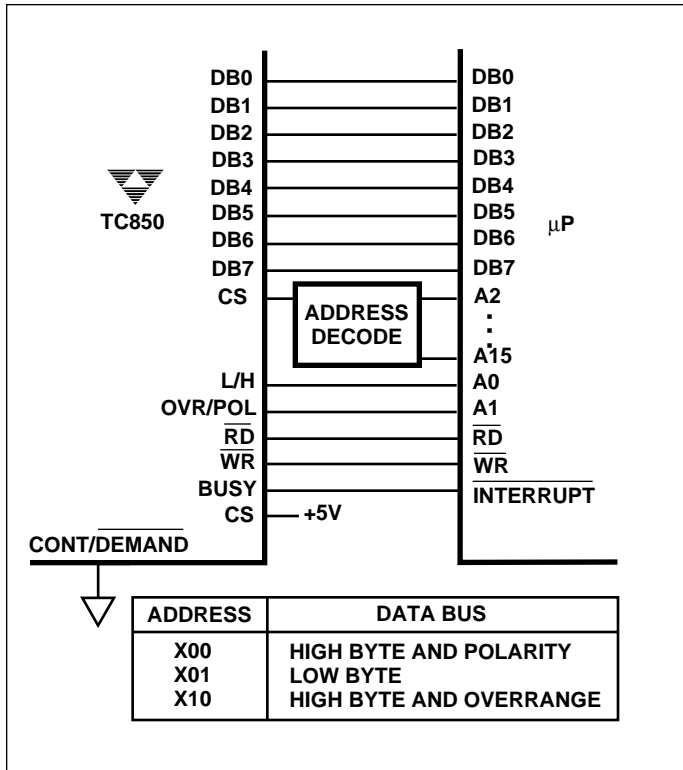 DB0 DB0
DB1 DB1
DB2 DB2
DB3 DB3
TC850
DB4 DB4
DB5 DB5
µP
DB6 DB6
DB7 DB7
CS ADDRESS DECODE A2
A15
L/H A0
OVR/POL A1
RD RD
WR WR
BUSY INTERRUPT
CS +5V
CONT/DEMAND
ADDRESS DATA BUS
X00 HIGH BYTE AND POLARITY
X01 LOW BYTE
X10 HIGH BYTE AND OVERRANGE